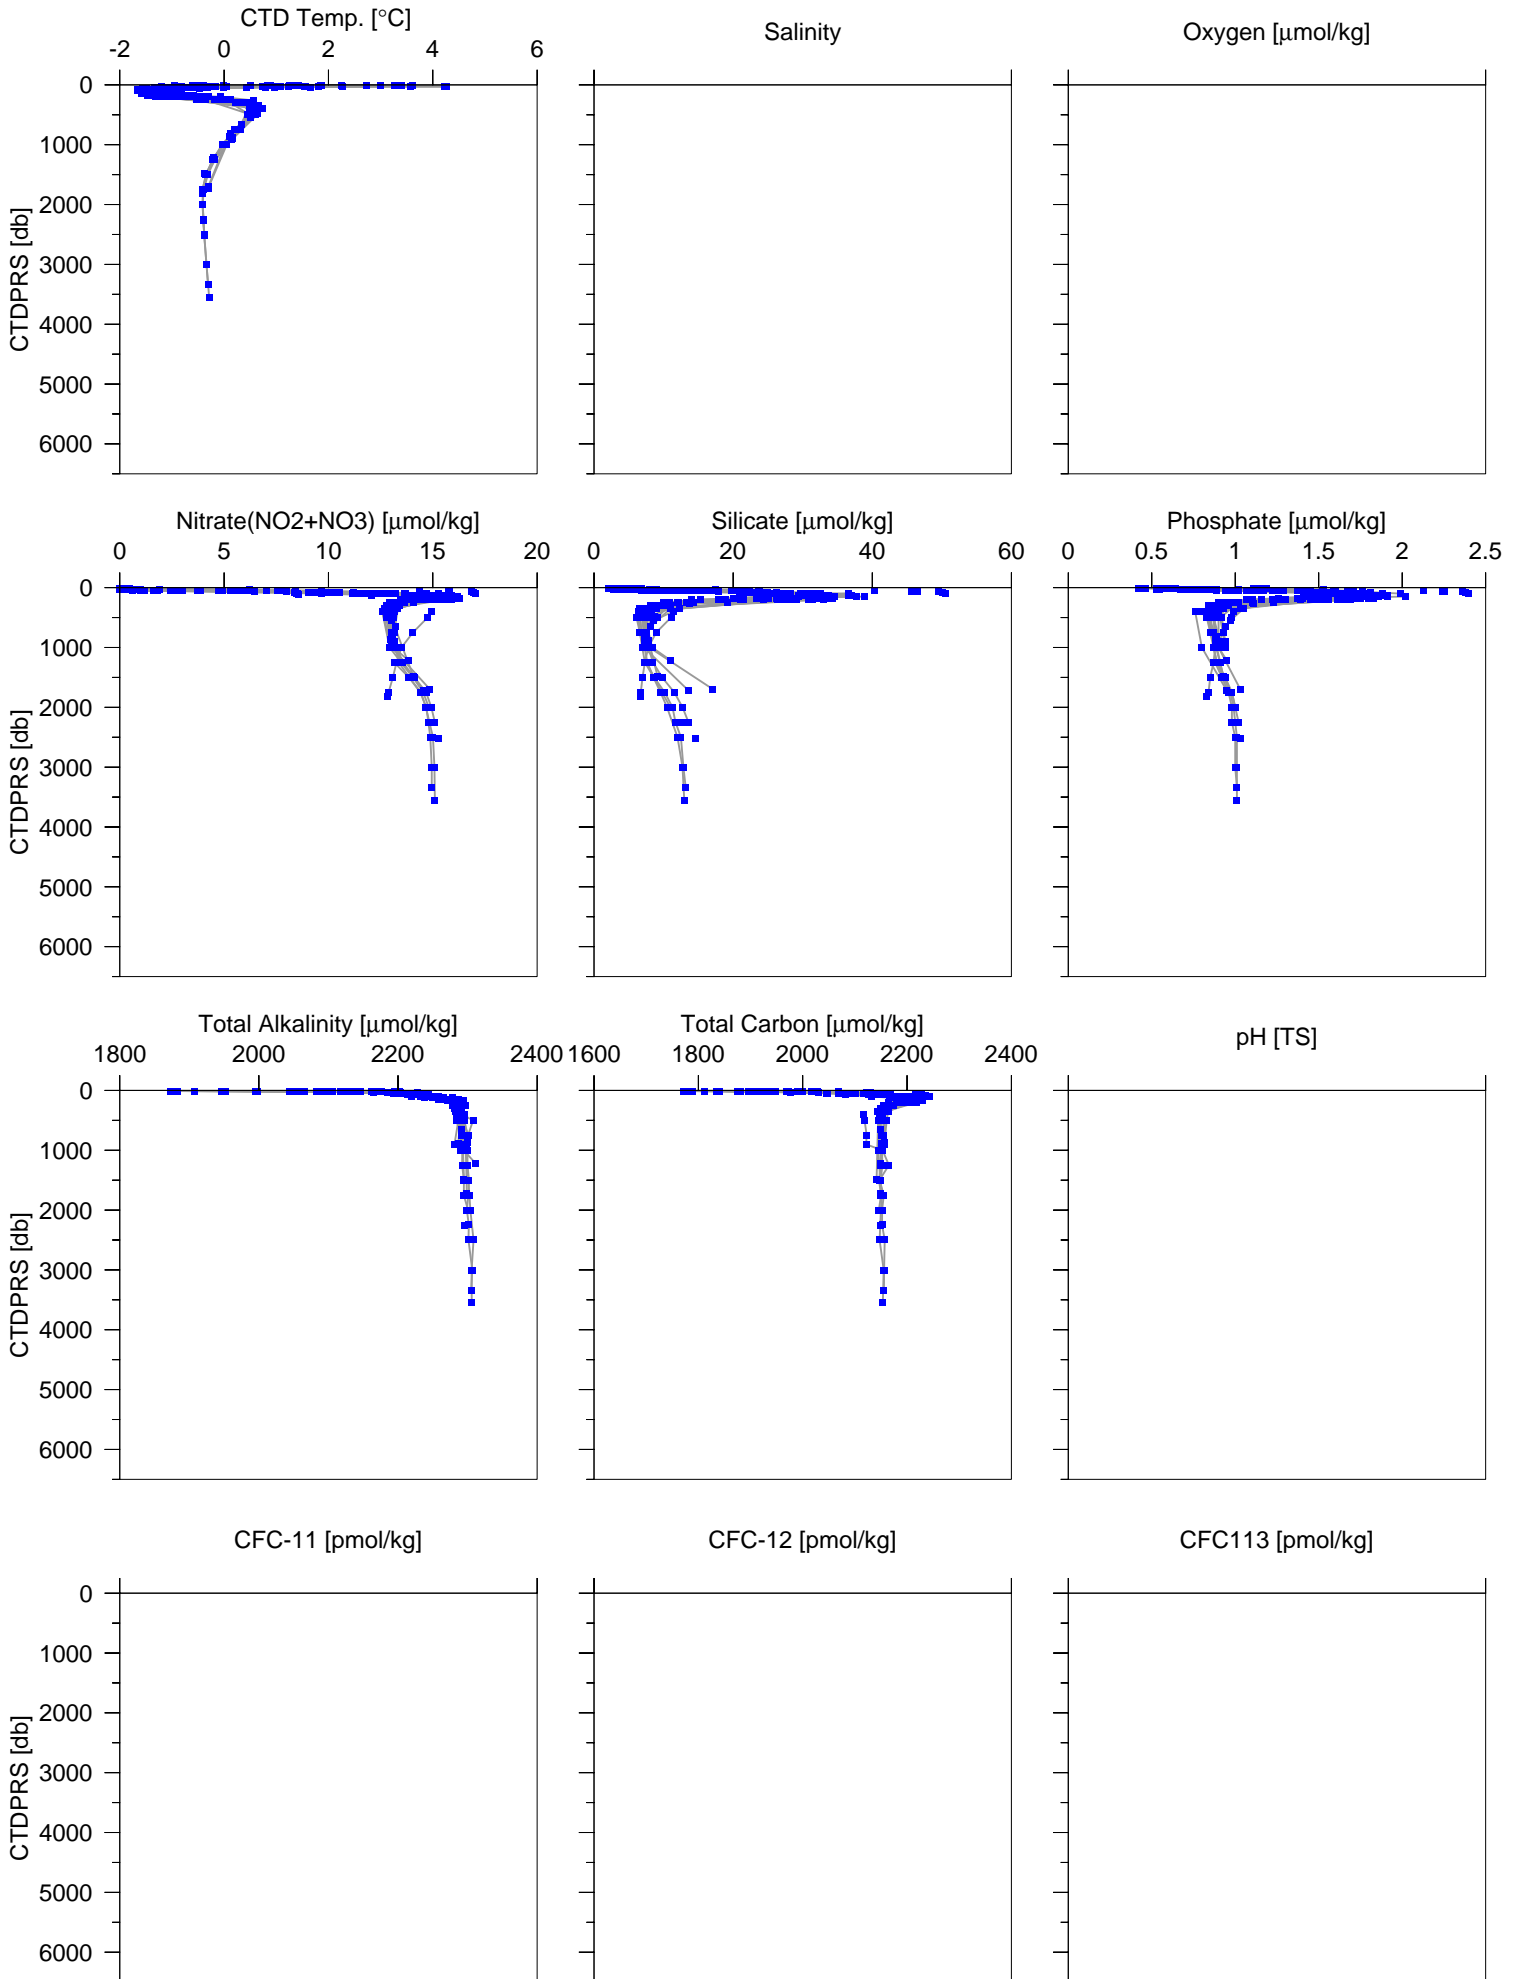 CTD Temp. [°C]
Salinity
Oxygen [μmol/kg]
-2 0 2 4 6
0
1000
2000
3000
4000
5000
6000
CTDPRS [db]
Nitrate(NO2+NO3) [μmol/kg]
Silicate [μmol/kg]
Phosphate [μmol/kg]
0 5 10 15 20
0 20 40 60
0 0.5 1 1.5 2 2.5
0
1000
2000
3000
4000
5000
6000
CTDPRS [db]
Total Alkalinity [μmol/kg]
Total Carbon [μmol/kg]
pH [TS]
1800 2000 2200 2400
1600 1800 2000 2200 2400
0
1000
2000
3000
4000
5000
6000
CTDPRS [db]
CFC-11 [pmol/kg]
CFC-12 [pmol/kg]
CFC113 [pmol/kg]
0
1000
2000
3000
4000
5000
6000
CTDPRS [db]